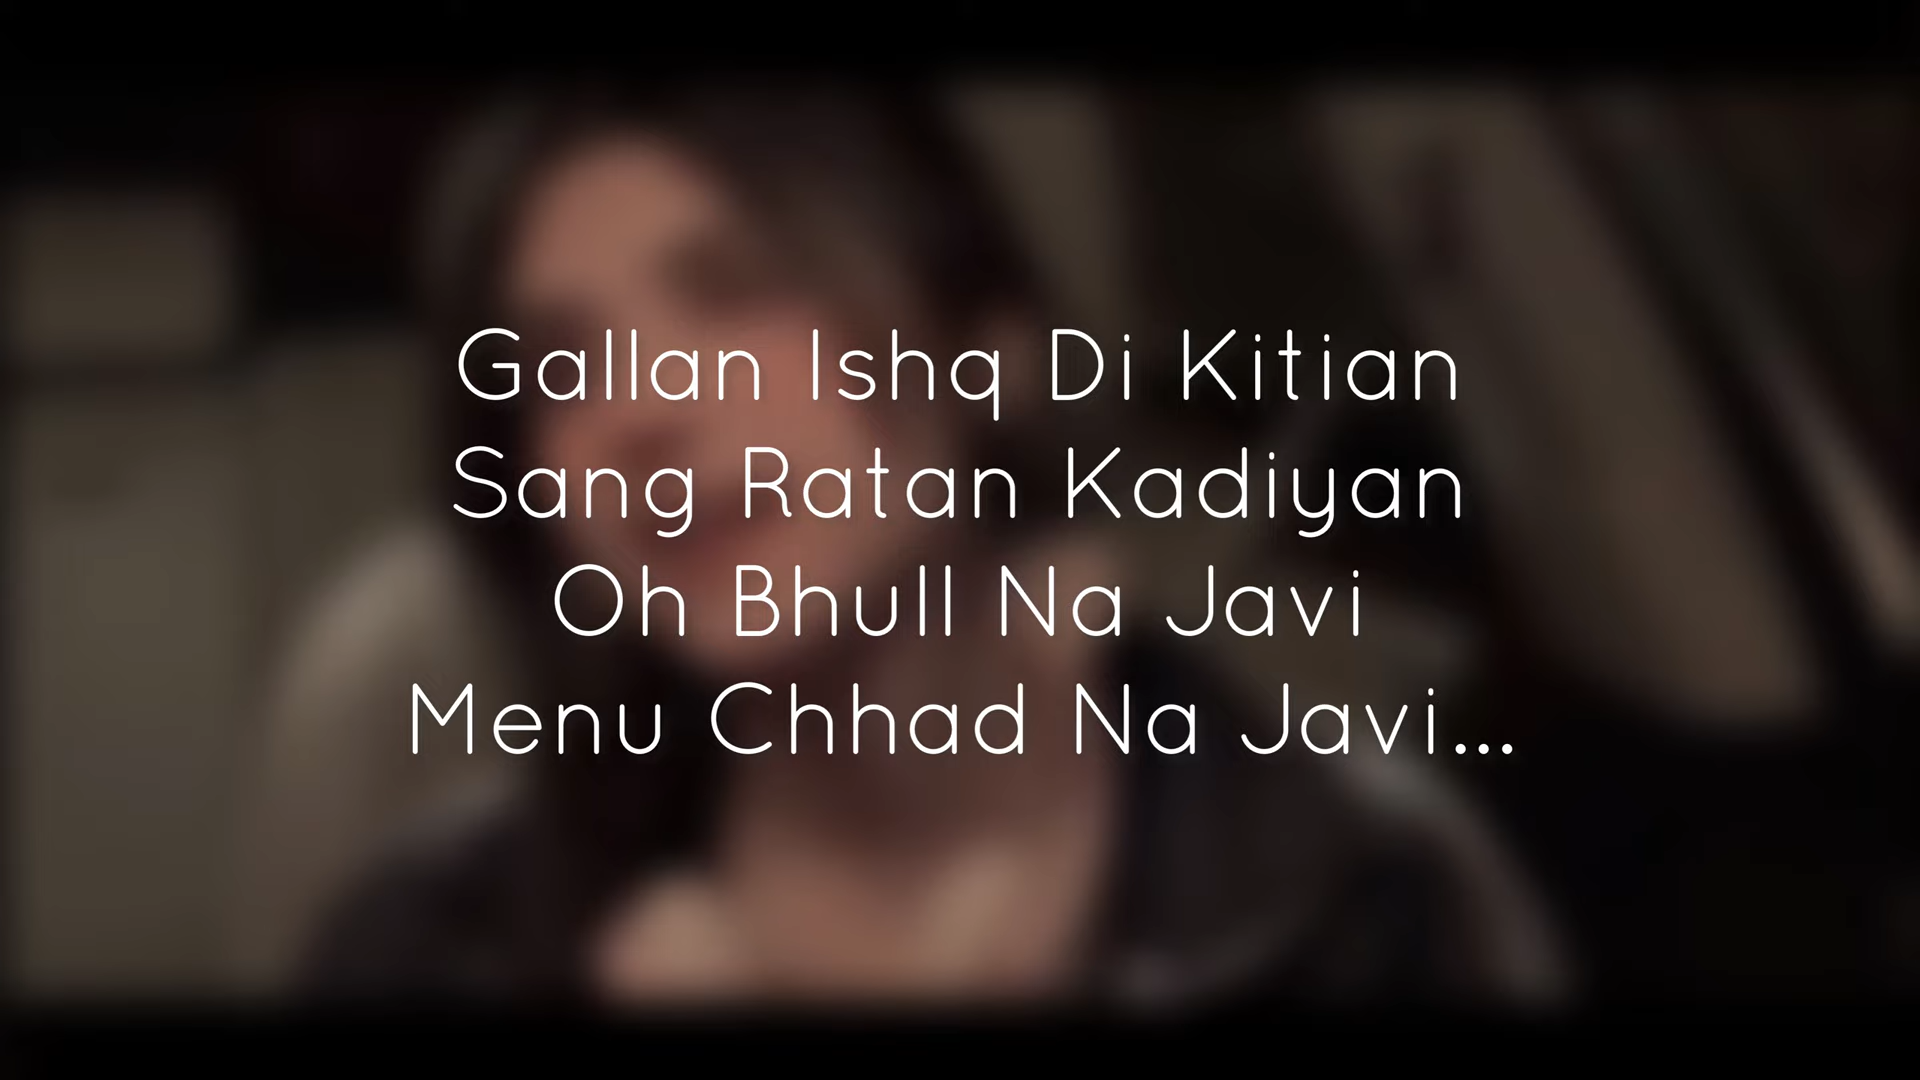 Gallan Ishq Di Kitian
Sang Ratan Kadiyan
Oh Bhull Na Javi
Menu Chhad Na Javi...